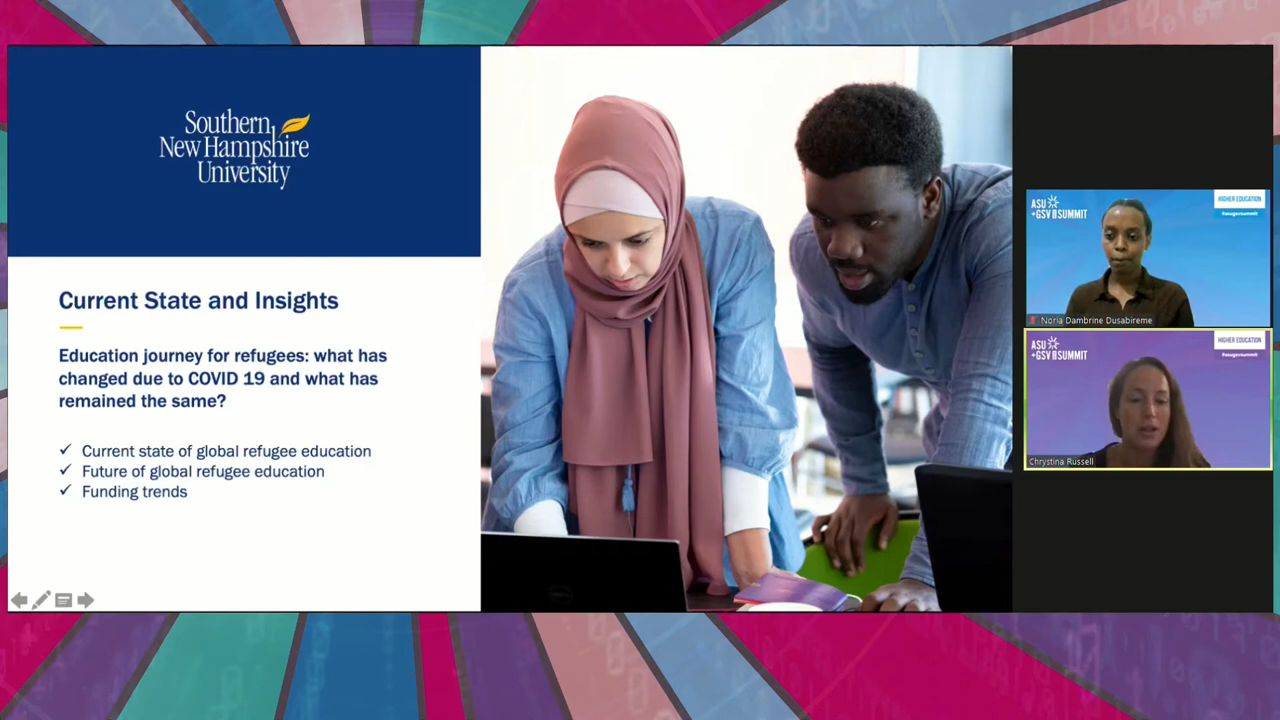 Southern
New Hampshire
University
Current State and Insights
Education journey for refugees: what has
changed due to COVID 19 and what has
remained the same?
✓ Current state of global refugee education
✓ Future of global refugee education
✓ Funding trends
ASU
+GSV SUMMIT
HIGHER EDUCATION
#asugsvsummit
Noria Dambrine Dusabireme
ASU
+GSV SUMMIT
HIGHER EDUCATION
#asugsvsummit
Chrystina Russell